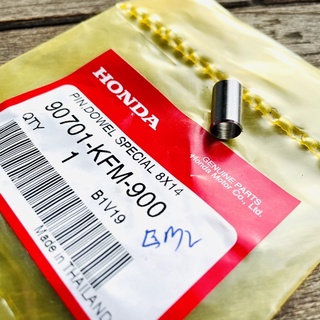 HONDA
PIN, DOWEL SPECIAL 8X14
90701-KFM-900
QTY 1 B1V19
Made in THAILAND
GENUINE PARTS
Honda Motor Co., Ltd.